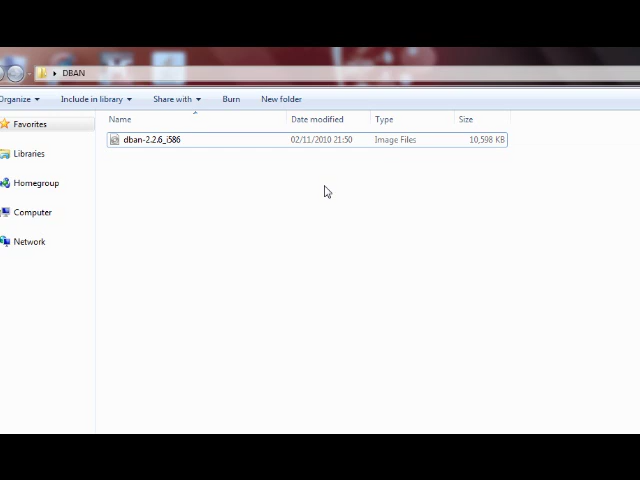 DBAN
Organize Include in library Share with Burn New folder
Name Date modified Type Size
dban-2.2.6_i586 02/11/2010 21:50 Image Files 10,598 KB
Favorites
Libraries
Homegroup
Computer
Network